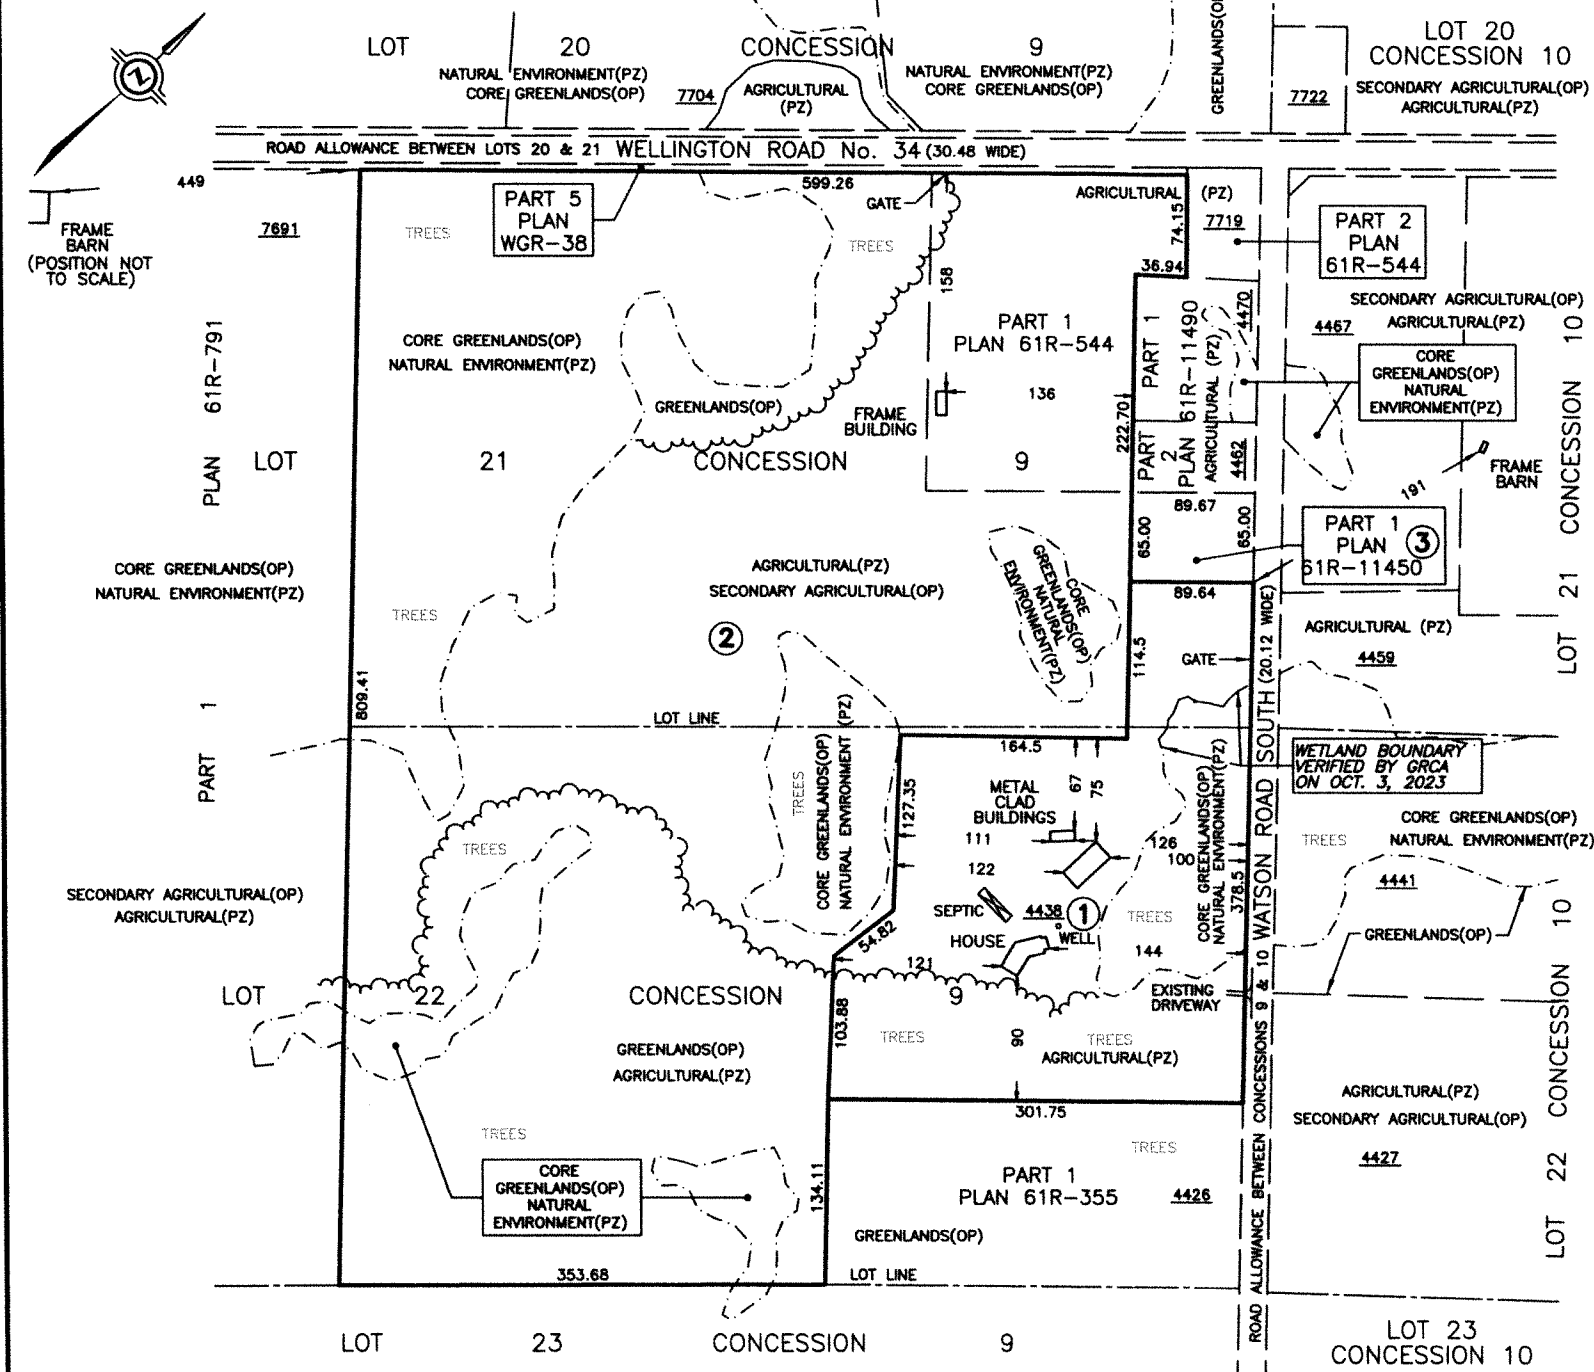 LOT 20 CONCESSION 9
NATURAL ENVIRONMENT(PZ)
CORE GREENLANDS(OP)
7704
AGRICULTURAL
(PZ)
NATURAL ENVIRONMENT(PZ)
CORE GREENLANDS(OP)
GREENLANDS(OP)
LOT 20
CONCESSION 10
7722
SECONDARY AGRICULTURAL(OP)
AGRICULTURAL(PZ)
Z
ROAD ALLOWANCE BETWEEN LOTS 20 & 21 WELLINGTON ROAD No. 34 (30.48 WIDE)
449
FRAME
BARN
(POSITION NOT
TO SCALE)
7691
TREES
PART 5
PLAN
WGR-38
599.26
GATE
TREES
AGRICULTURAL (PZ)
74.15
7719
36.94
PART 2
PLAN
61R-544
158
PART 1
PLAN 61R-544
PART 1
PLAN 61R-11490
AGRICULTURAL (PZ)
4470
SECONDARY AGRICULTURAL(OP)
AGRICULTURAL(PZ)
4467
CORE
GREENLANDS(OP)
NATURAL
ENVIRONMENT(PZ)
CORE GREENLANDS(OP)
NATURAL ENVIRONMENT(PZ)
GREENLANDS(OP)
FRAME
BUILDING
136
222.70
PART 2
4462
FRAME
BARN
191
LOT 21 CONCESSION 10
PART 1 PLAN 61R-791
LOT 21 CONCESSION 9
89.67
65.00
65.00
PART 1
PLAN
61R-11450
3
89.64
CORE GREENLANDS(OP)
NATURAL ENVIRONMENT(PZ)
AGRICULTURAL(PZ)
SECONDARY AGRICULTURAL(OP)
CORE
GREENLANDS(OP)
NATURAL
ENVIRONMENT(PZ)
TREES
2
114.5
GATE
AGRICULTURAL (PZ)
4459
809.41
LOT LINE
164.5
WETLAND BOUNDARY
VERIFIED BY GRCA
ON OCT. 3, 2023
TREES
CORE GREENLANDS(OP)
NATURAL ENVIRONMENT (PZ)
127.35
METAL
CLAD
BUILDINGS
67
75
111
122
126
100
CORE GREENLANDS(OP)
NATURAL ENVIRONMENT(PZ)
378.5
ROAD ALLOWANCE BETWEEN CONCESSIONS 9 & 10 WATSON ROAD SOUTH (20.12 WIDE)
TREES
CORE GREENLANDS(OP)
NATURAL ENVIRONMENT(PZ)
4441
TREES
SECONDARY AGRICULTURAL(OP)
AGRICULTURAL(PZ)
SEPTIC
4438
1
TREES
HOUSE
WELL
54.82
121
144
GREENLANDS(OP)
LOT 22 CONCESSION 9
EXISTING
DRIVEWAY
103.88
TREES
90
TREES
AGRICULTURAL(PZ)
GREENLANDS(OP)
AGRICULTURAL(PZ)
301.75
AGRICULTURAL(PZ)
SECONDARY AGRICULTURAL(OP)
4427
LOT 22 CONCESSION 10
TREES
CORE
GREENLANDS(OP)
NATURAL
ENVIRONMENT(PZ)
134.11
TREES
PART 1
PLAN 61R-355
4426
GREENLANDS(OP)
353.68
LOT LINE
LOT 23 CONCESSION 9
LOT 23
CONCESSION 10